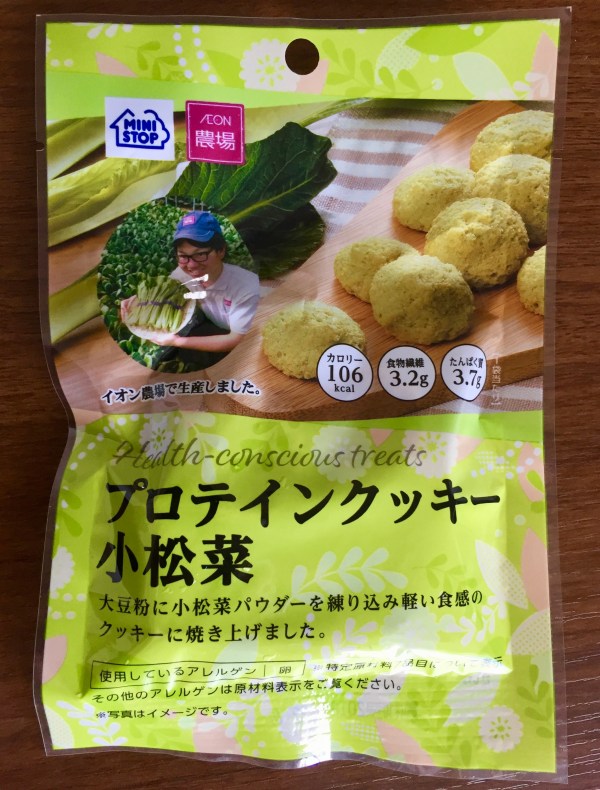 MINI
STOP
ÆON
農場
カロリー
106
kcal
食物繊維
3.2g
たんぱく質
3.7g
イオン農場で生産しました。
Health-conscious treats
プロテインクッキー
小松菜
大豆粉に小松菜パウダーを練り込み軽い食感の
クッキーに焼き上げました。
使用しているアレルゲン 卵
その他のアレルゲンは原材料表示をご覧ください。
※写真はイメージです。